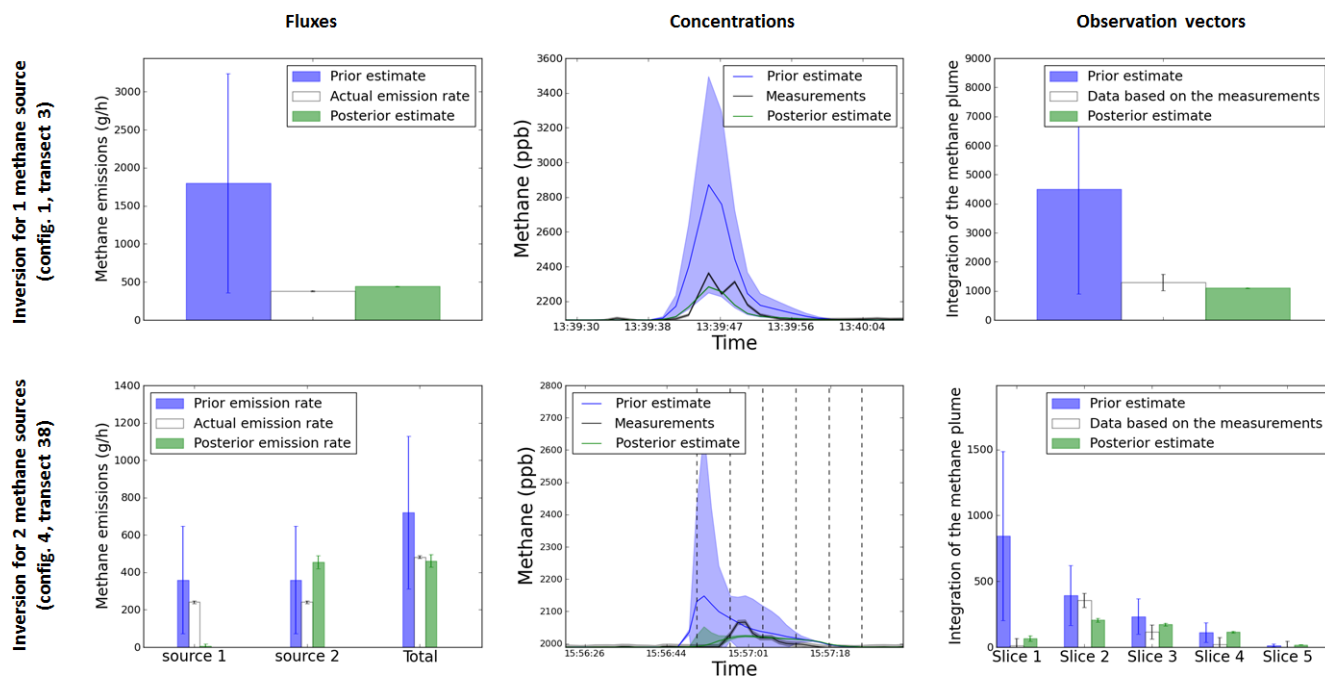 Fluxes
Concentrations
Observation vectors
Inversion for 1 methane source
(config. 1, transect 3)
Methane emissions (g/h)
3000
2500
2000
1500
1000
500
0
Prior estimate
Actual emission rate
Posterior estimate
Methane (ppb)
3600
3400
3200
3000
2800
2600
2400
2200
Prior estimate
Measurements
Posterior estimate
13:39:30 13:39:38 13:39:47 13:39:56 13:40:04
Time
Integration of the methane plume
9000
8000
7000
6000
5000
4000
3000
2000
1000
0
Prior estimate
Data based on the measurements
Posterior estimate
Inversion for 2 methane sources
(config. 4, transect 38)
Methane emissions (g/h)
1400
1200
1000
800
600
400
200
0
Prior emission rate
Actual emission rate
Posterior emission rate
source 1 source 2 Total
Methane (ppb)
2800
2700
2600
2500
2400
2300
2200
2100
2000
Prior estimate
Measurements
Posterior estimate
15:56:26 15:56:44 15:57:01 15:57:18
Time
Integration of the methane plume
1500
1000
500
0
Prior estimate
Data based on the measurements
Posterior estimate
Slice 1 Slice 2 Slice 3 Slice 4 Slice 5